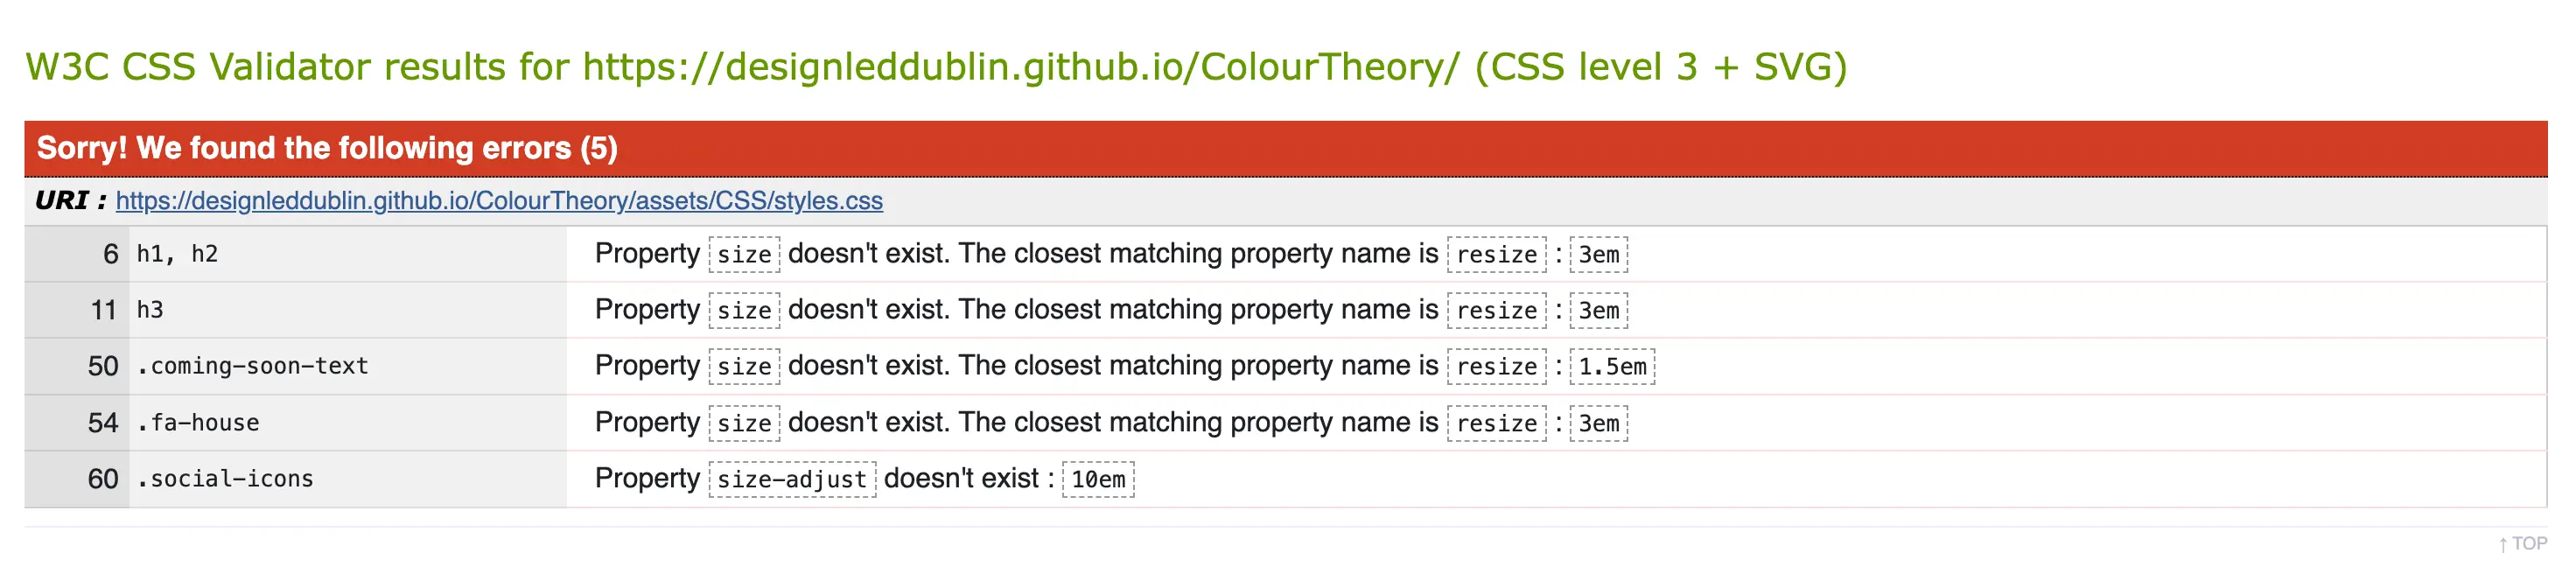 W3C CSS Validator results for https://designleddublin.github.io/ColourTheory/ (CSS level 3 + SVG)
Sorry! We found the following errors (5)
URI : https://designleddublin.github.io/ColourTheory/assets/CSS/styles.css
6 h1, h2 Property size doesn't exist. The closest matching property name is resize : 3em
11 h3 Property size doesn't exist. The closest matching property name is resize : 3em
50 .coming-soon-text Property size doesn't exist. The closest matching property name is resize : 1.5em
54 .fa-house Property size doesn't exist. The closest matching property name is resize : 3em
60 .social-icons Property size-adjust doesn't exist : 10em
↑ TOP